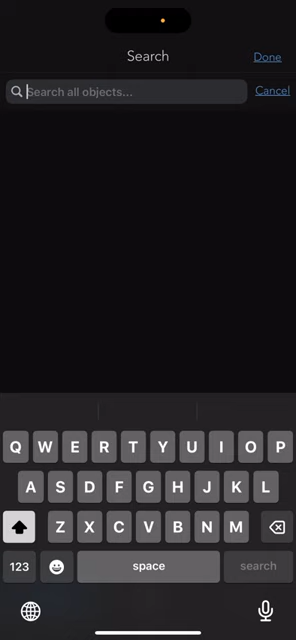 Search
Done
Search all objects...
Cancel
Q W E R T Y U I O P
A S D F G H J K L
Z X C V B N M
123
space
search